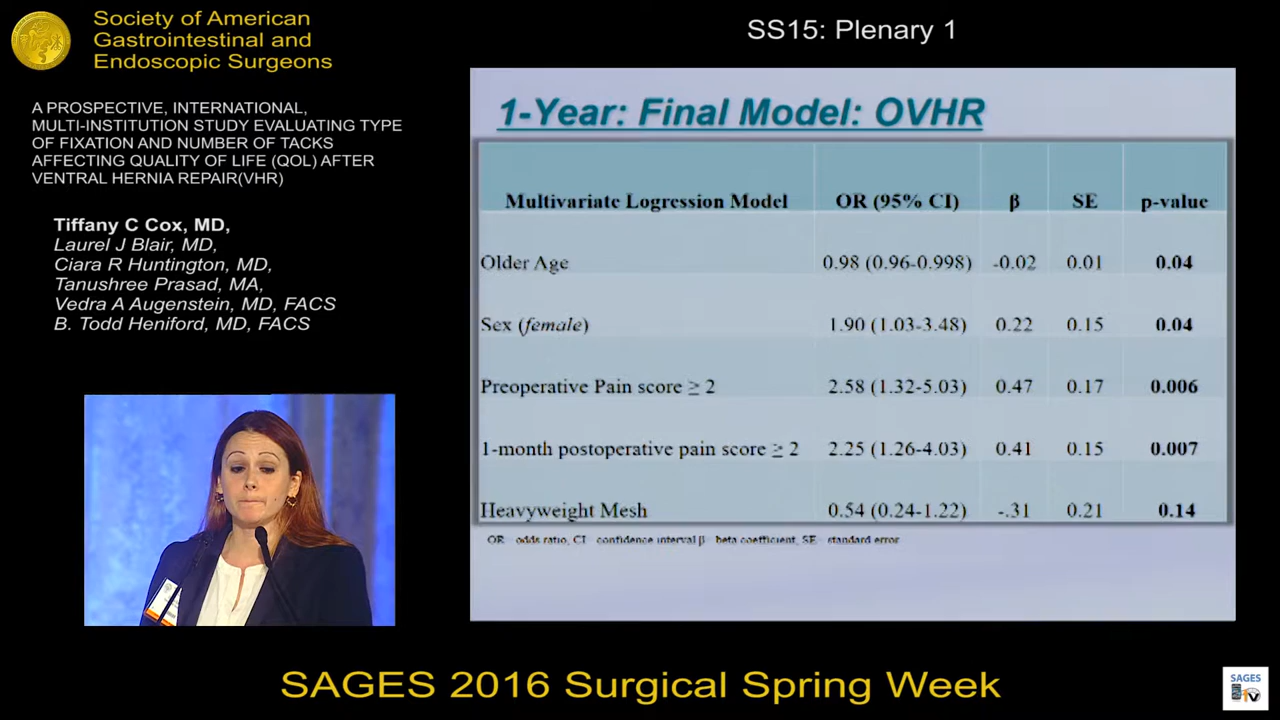 Society of American
Gastrointestinal and
Endoscopic Surgeons
SS15: Plenary 1
A PROSPECTIVE, INTERNATIONAL,
MULTI-INSTITUTION STUDY EVALUATING TYPE
OF FIXATION AND NUMBER OF TACKS
AFFECTING QUALITY OF LIFE (QOL) AFTER
VENTRAL HERNIA REPAIR(VHR)
Tiffany C Cox, MD,
Laurel J Blair, MD,
Ciara R Huntington, MD,
Tanushree Prasad, MA,
Vedra A Augenstein, MD, FACS
B. Todd Heniford, MD, FACS
1-Year: Final Model: OVHR
Multivariate Logression Model OR (95% CI) β SE p-value
Older Age 0.98 (0.96-0.998) -0.02 0.01 0.04
Sex (female) 1.90 (1.03-3.48) 0.22 0.15 0.04
Preoperative Pain score ≥ 2 2.58 (1.32-5.03) 0.47 0.17 0.006
1-month postoperative pain score ≥ 2 2.25 (1.26-4.03) 0.41 0.15 0.007
Heavyweight Mesh 0.54 (0.24-1.22) -.31 0.21 0.14
OR odds ratio, CI confidence interval β beta coefficient, SE standard error
SAGES 2016 Surgical Spring Week
SAGES
TV